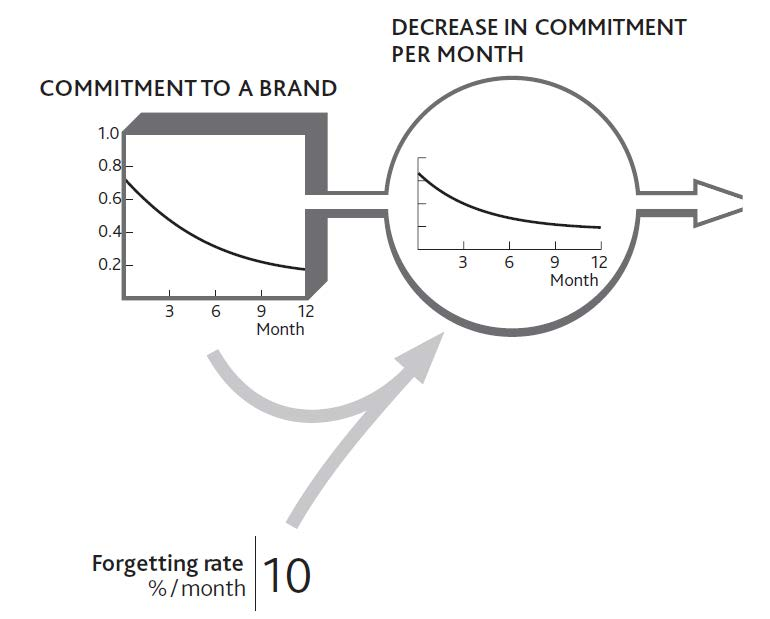 DECREASE IN COMMITMENT
PER MONTH
COMMITMENT TO A BRAND
1.0
0.8
0.6
0.4
0.2
3 6 9 12
Month
3 6 9 12
Month
Forgetting rate
%/month
10